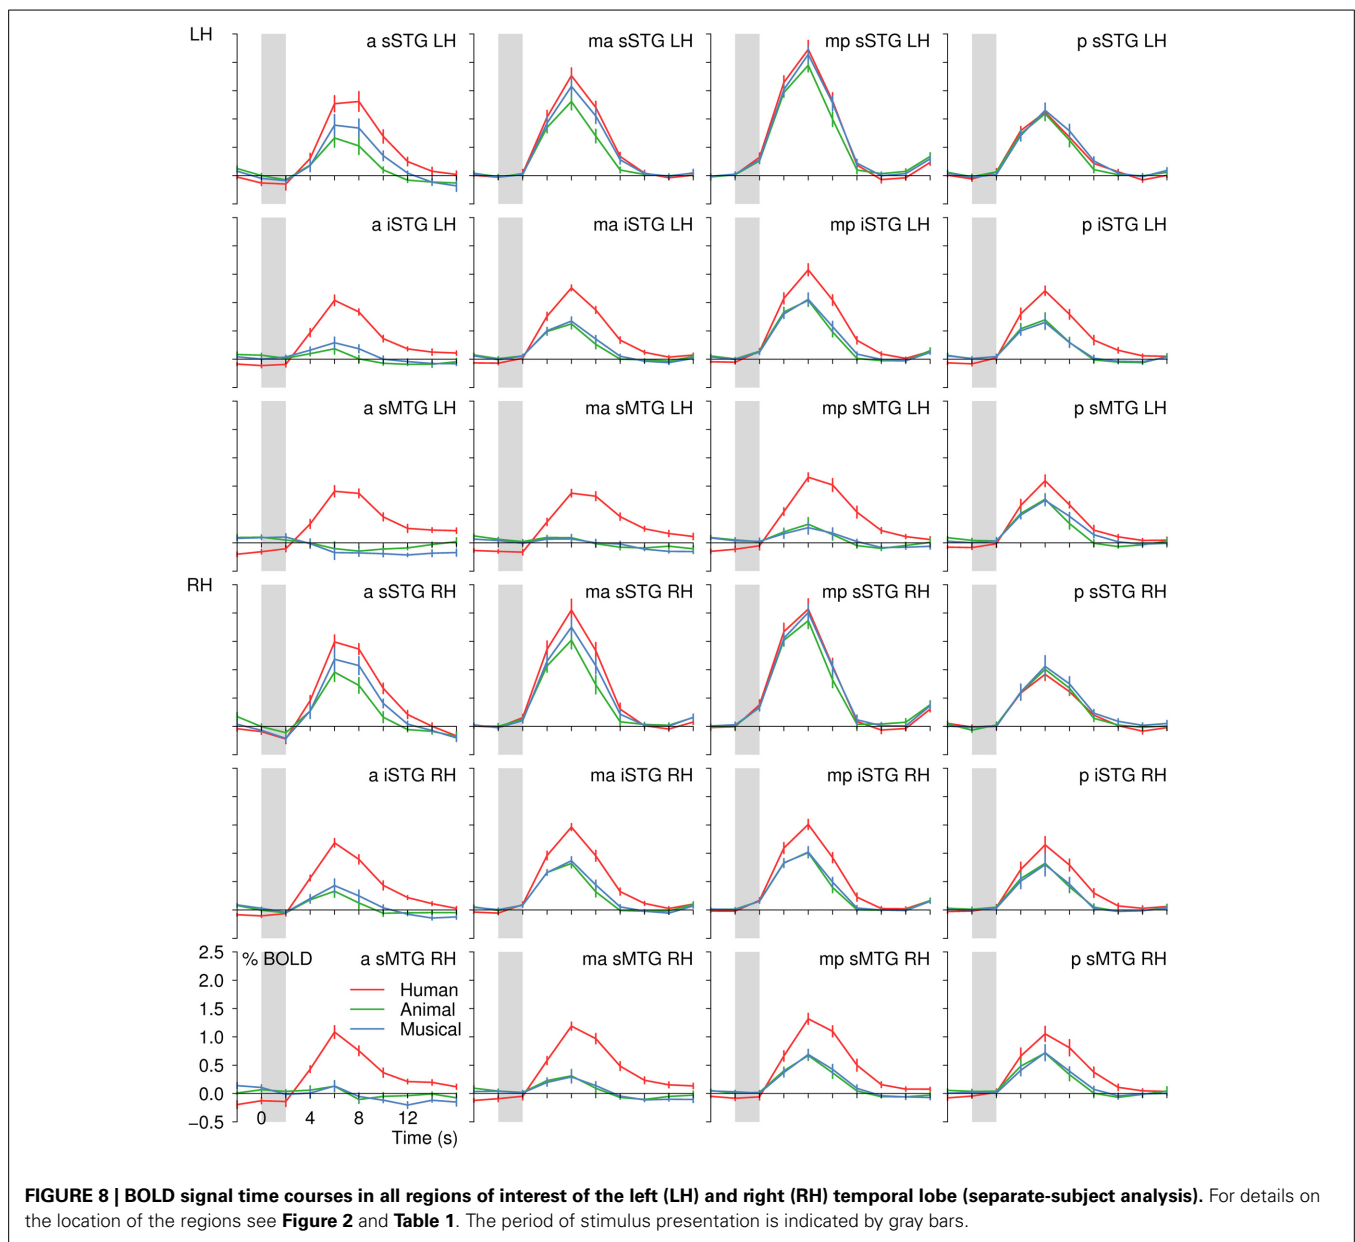 LH
a sSTG LH
ma sSTG LH
mp sSTG LH
p sSTG LH
a iSTG LH
ma iSTG LH
mp iSTG LH
p iSTG LH
a sMTG LH
ma sMTG LH
mp sMTG LH
p sMTG LH
RH
a sSTG RH
ma sSTG RH
mp sSTG RH
p sSTG RH
a iSTG RH
ma iSTG RH
mp iSTG RH
p iSTG RH
% BOLD
a sMTG RH
ma sMTG RH
mp sMTG RH
p sMTG RH
2.5
2.0
1.5
1.0
0.5
0.0
−0.5
Human
Animal
Musical
0 4 8 12
Time (s)
FIGURE 8 | BOLD signal time courses in all regions of interest of the left (LH) and right (RH) temporal lobe (separate-subject analysis). For details on
the location of the regions see Figure 2 and Table 1. The period of stimulus presentation is indicated by gray bars.